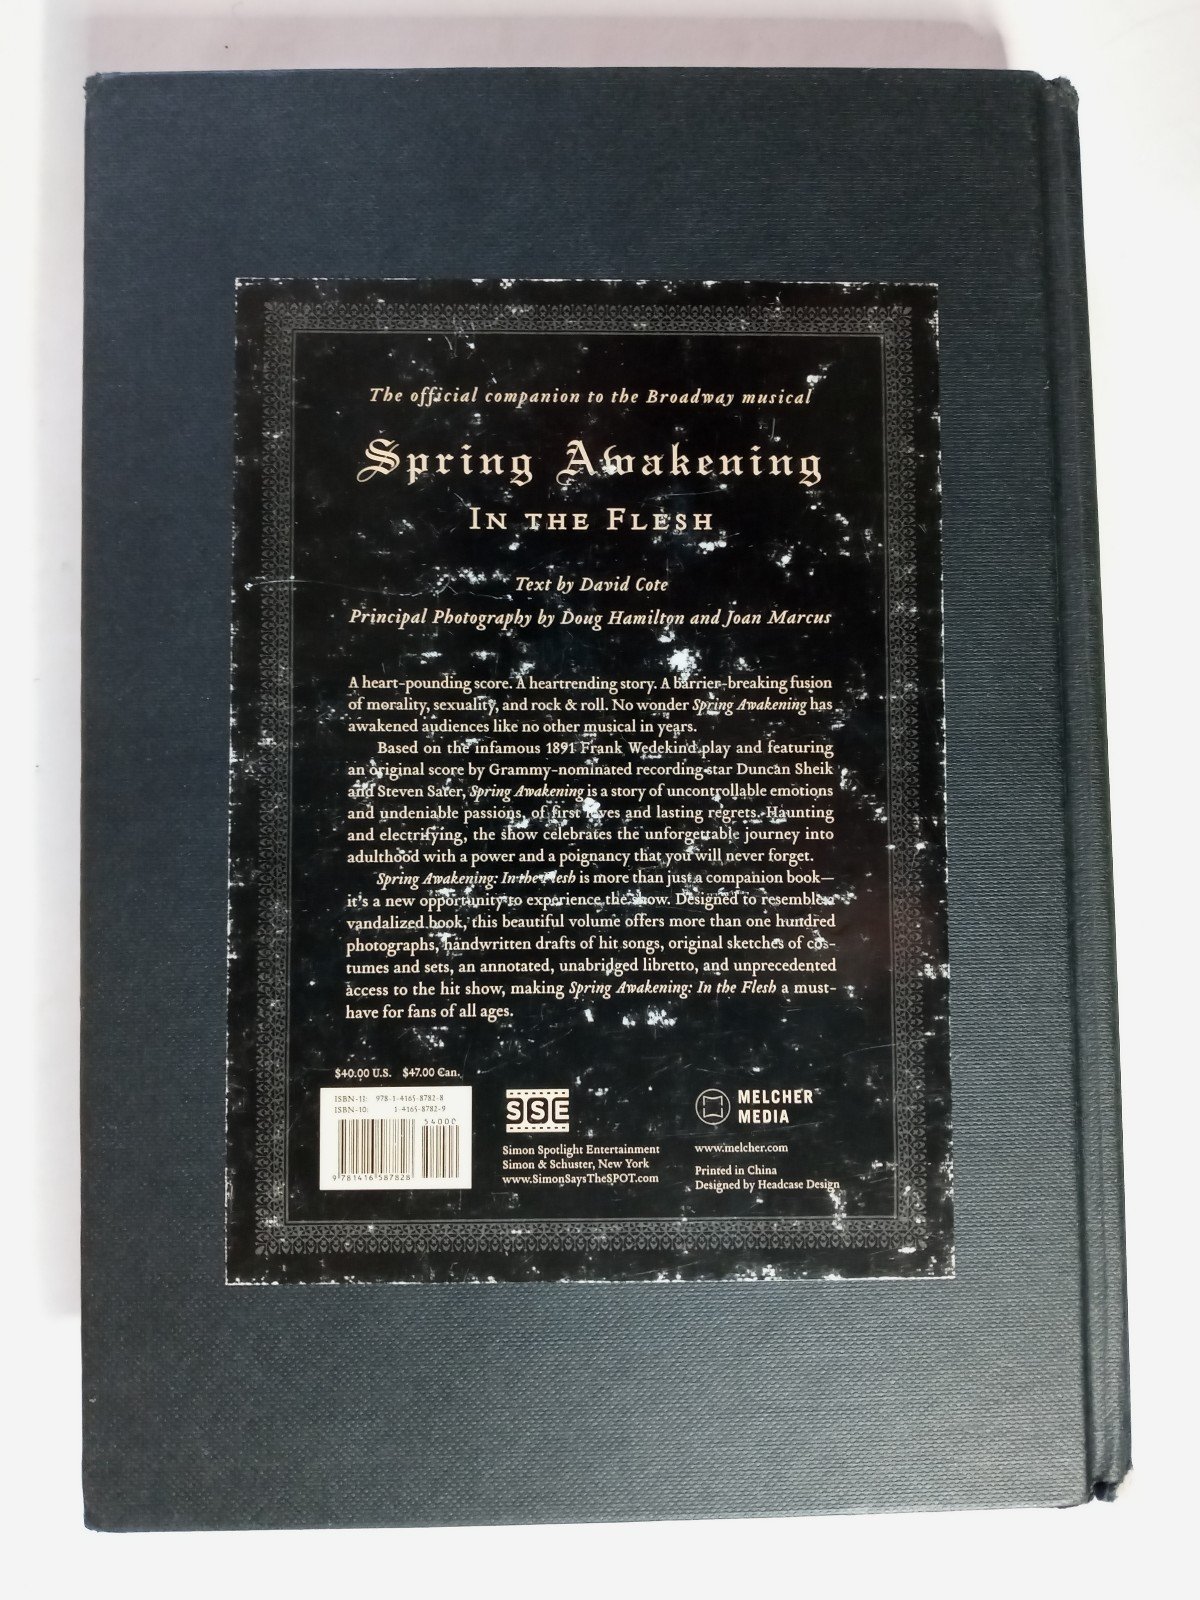 The official companion to the Broadway musical
Spring Awakening
IN THE FLESH
Text by David Cote
Principal Photography by Doug Hamilton and Joan Marcus
A heart-pounding score. A heartrending story. A barrier-breaking fusion
of morality, sexuality, and rock & roll. No wonder Spring Awakening has
awakened audiences like no other musical in years.
Based on the infamous 1891 Frank Wedekind play and featuring
an original score by Grammy-nominated recording star Duncan Sheik
and Steven Sater, Spring Awakening is a story of uncontrollable emotions
and undeniable passions, of first loves and lasting regrets. Haunting
and electrifying, the show celebrates the unforgettable journey into
adulthood with a power and a poignancy that you will never forget.
Spring Awakening: In the Flesh is more than just a companion book—
it's a new opportunity to experience the show. Designed to resemble a
vandalized book, this beautiful volume offers more than one hundred
photographs, handwritten drafts of hit songs, original sketches of cos-
tumes and sets, an annotated, unabridged libretto, and unprecedented
access to the hit show, making Spring Awakening: In the Flesh a must-
have for fans of all ages.
$40.00 U.S. $47.00 Can.
ISBN-13: 978-1-4165-8782-8
ISBN-10: 1-4165-8782-9
54000
9 781416 587828
SSE
Simon Spotlight Entertainment
Simon & Schuster, New York
www.SimonSaysTheSPOT.com
MELCHER
MEDIA
www.melcher.com
Printed in China
Designed by Headcase Design